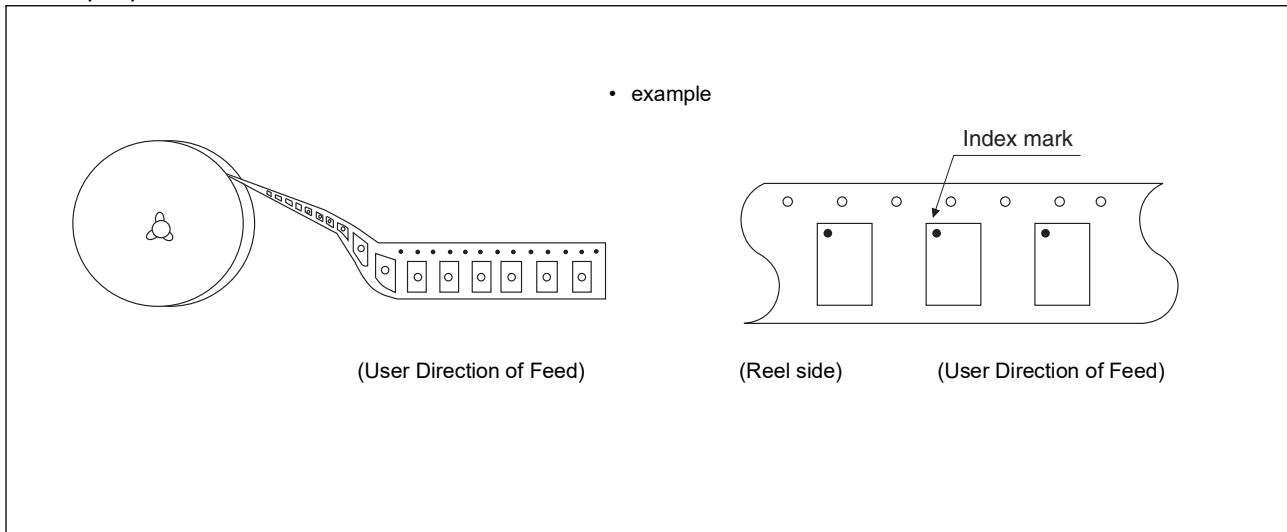 • example
Index mark
(User Direction of Feed)
(Reel side)
(User Direction of Feed)